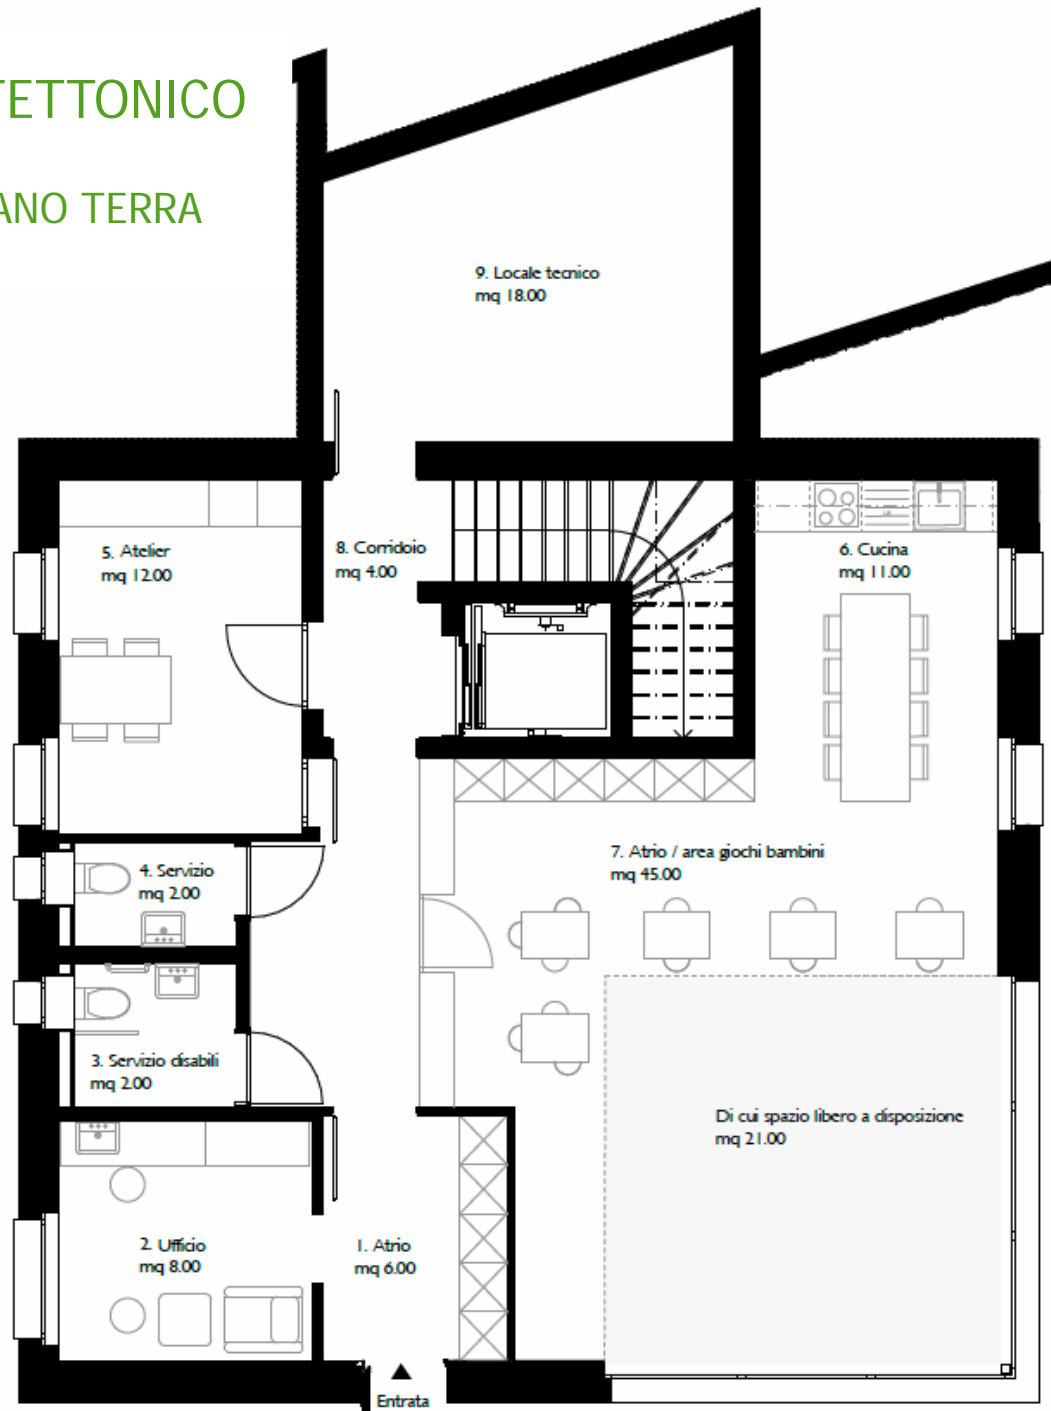 TETTONICO
ANO TERRA
9. Locale tecnico
mq 18.00
5. Atelier
mq 12.00
8. Corridoio
mq 4.00
6. Cucina
mq 11.00
4. Servizio
mq 2.00
7. Atrio / area giochi bambini
mq 45.00
3. Servizio disabili
mq 2.00
Di cui spazio libero a disposizione
mq 21.00
2. Ufficio
mq 8.00
1. Atrio
mq 6.00
Entrata